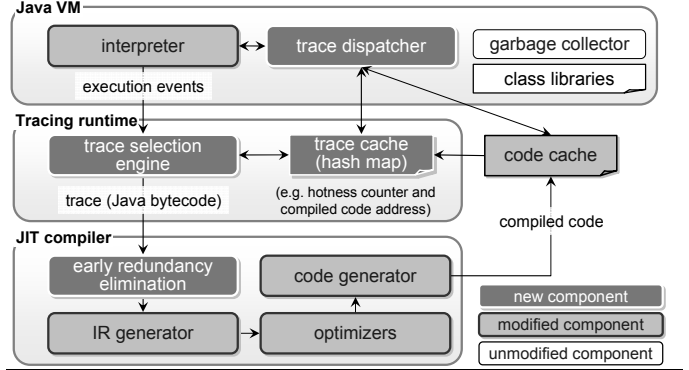 Java VM
interpreter
trace dispatcher
garbage collector
class libraries
execution events
Tracing runtime
trace selection
engine
trace cache
(hash map)
code cache
(e.g. hotness counter and
compiled code address)
trace (Java bytecode)
compiled code
JIT compiler
early redundancy
elimination
code generator
IR generator
optimizers
new component
modified component
unmodified component